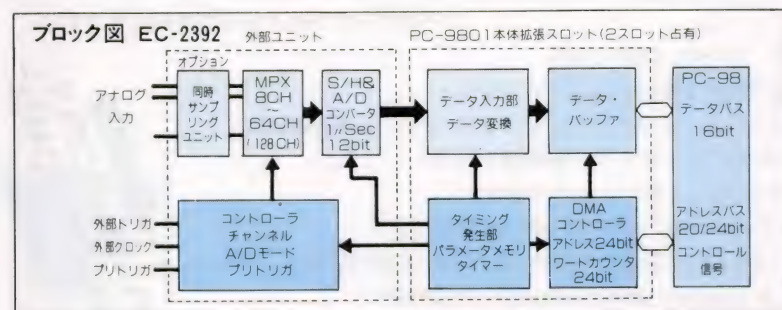 ブロック図 EC-2392
外部ユニット
PC-9801本体拡張スロット(2スロット占有)
オプション
アナログ
入力
同時
サンプ
リング
ユニット
MPX
8CH
~
64CH
(128CH)
S/H&
A/D
コンバータ
1μSec
12bit
データ入力部
データ変換
データ・
バッファ
PC-98
データバス
16bit
アドレスバス
20/24bit
コントロール
信号
外部トリガ
外部クロック
プリトリガ
コントローラ
チャンネル
A/Dモード
プリトリガ
タイミング
発生部
パラメータメモリ
タイマー
DMA
コントローラ
アドレス24bit
ワートカウンタ
24bit